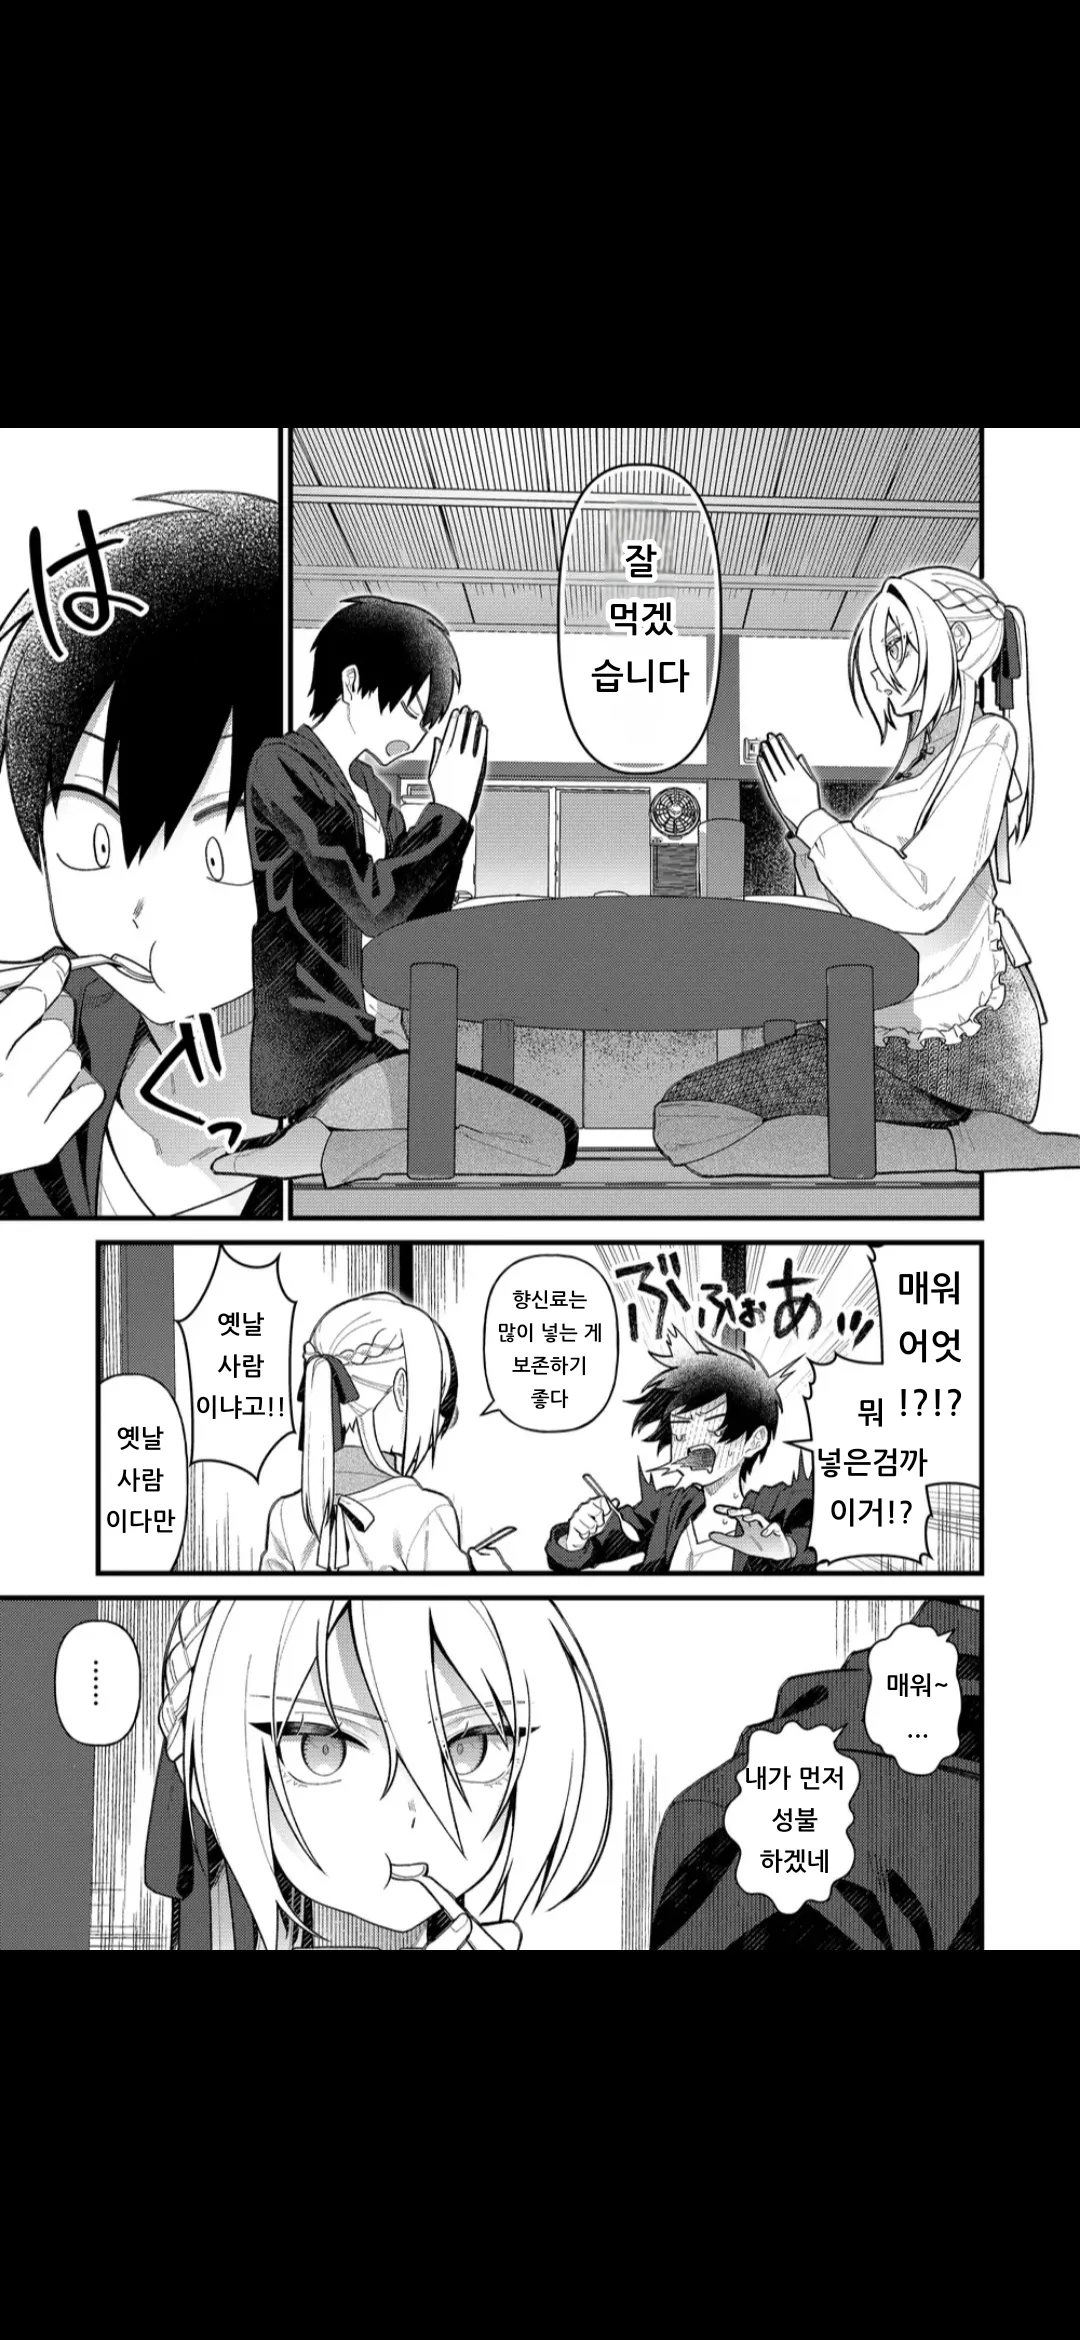 잘
먹겠
습니다
はぐっ
매워
어엇
!?!?
뭐
넣은검까
이거!?
ぶふぉあッ
향신료는
많이 넣는 게
보존하기
좋다
옛날
사람
이냐고!!
옛날
사람
이다만
매워~
...
내가 먼저
성불
하겠네
……